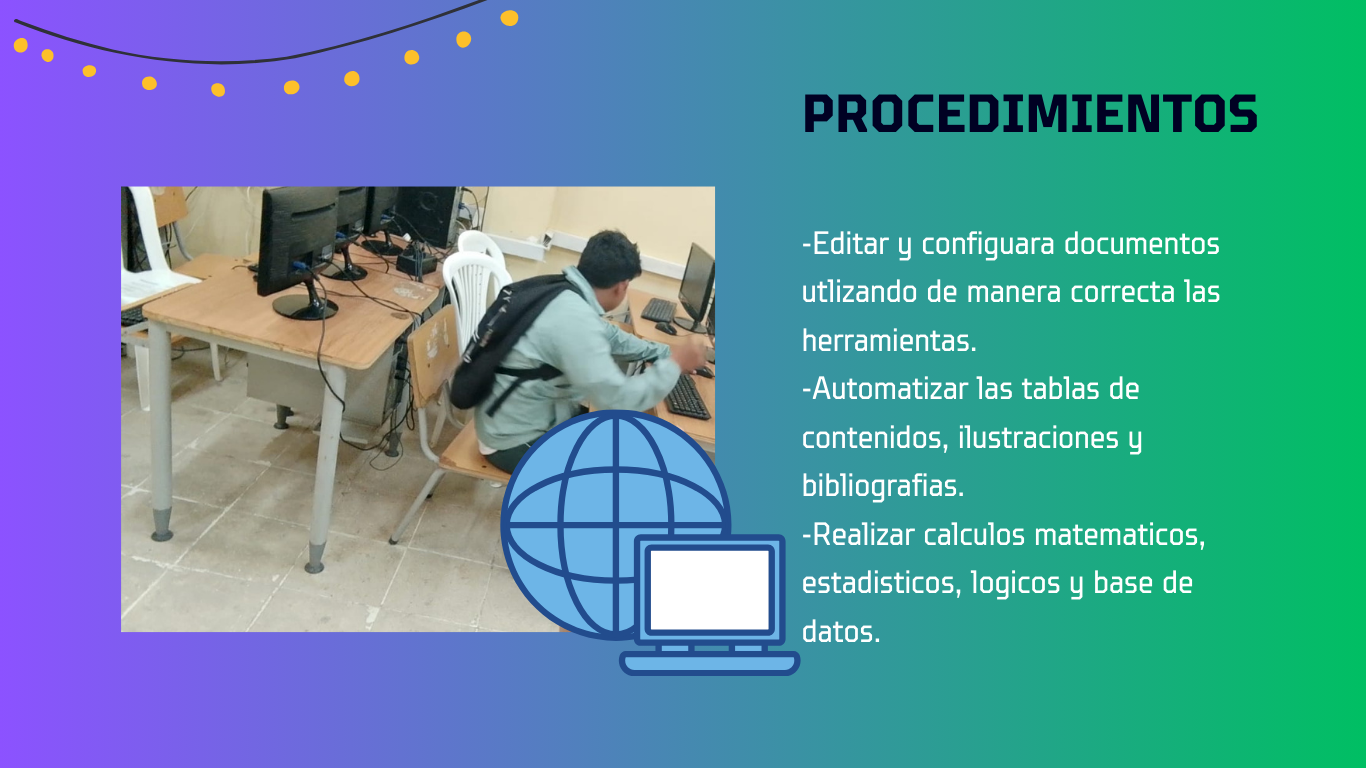 PROCEDIMIENTOS
-Editar y configuara documentos
utlizando de manera correcta las
herramientas.
-Automatizar las tablas de
contenidos, ilustraciones y
bibliografias.
-Realizar calculos matematicos,
estadisticos, logicos y base de
datos.